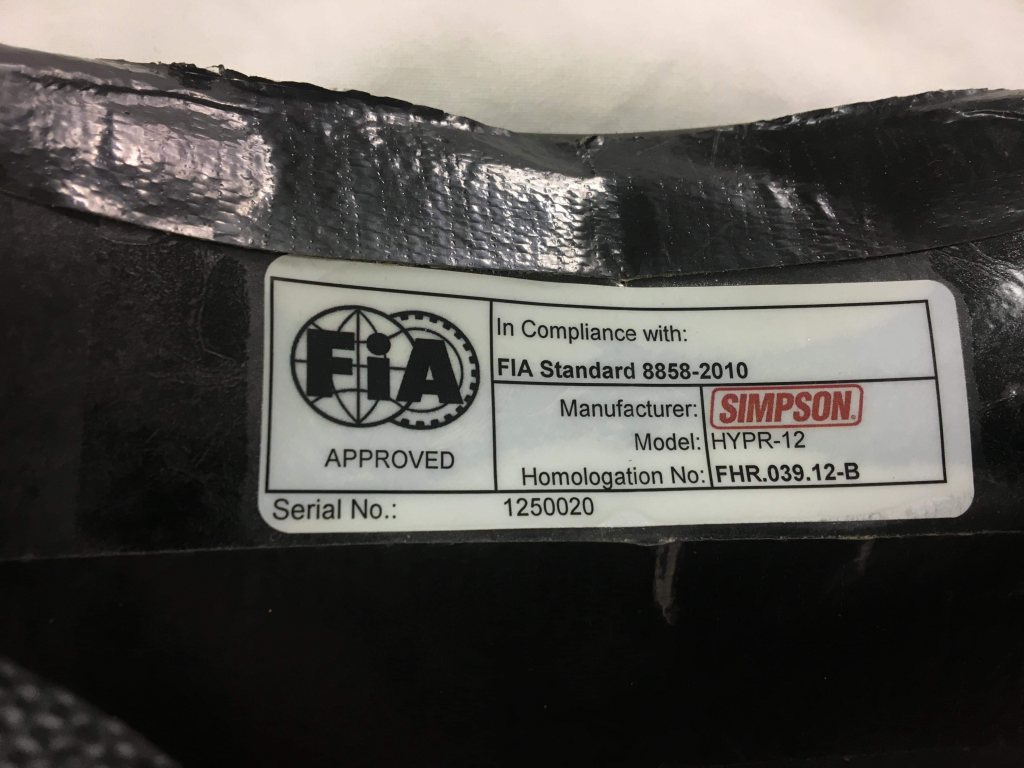 FiA
APPROVED
In Compliance with:
FIA Standard 8858-2010
Manufacturer: SIMPSON.
Model: HYPR-12
Homologation No: FHR.039.12-B
Serial No.: 1250020